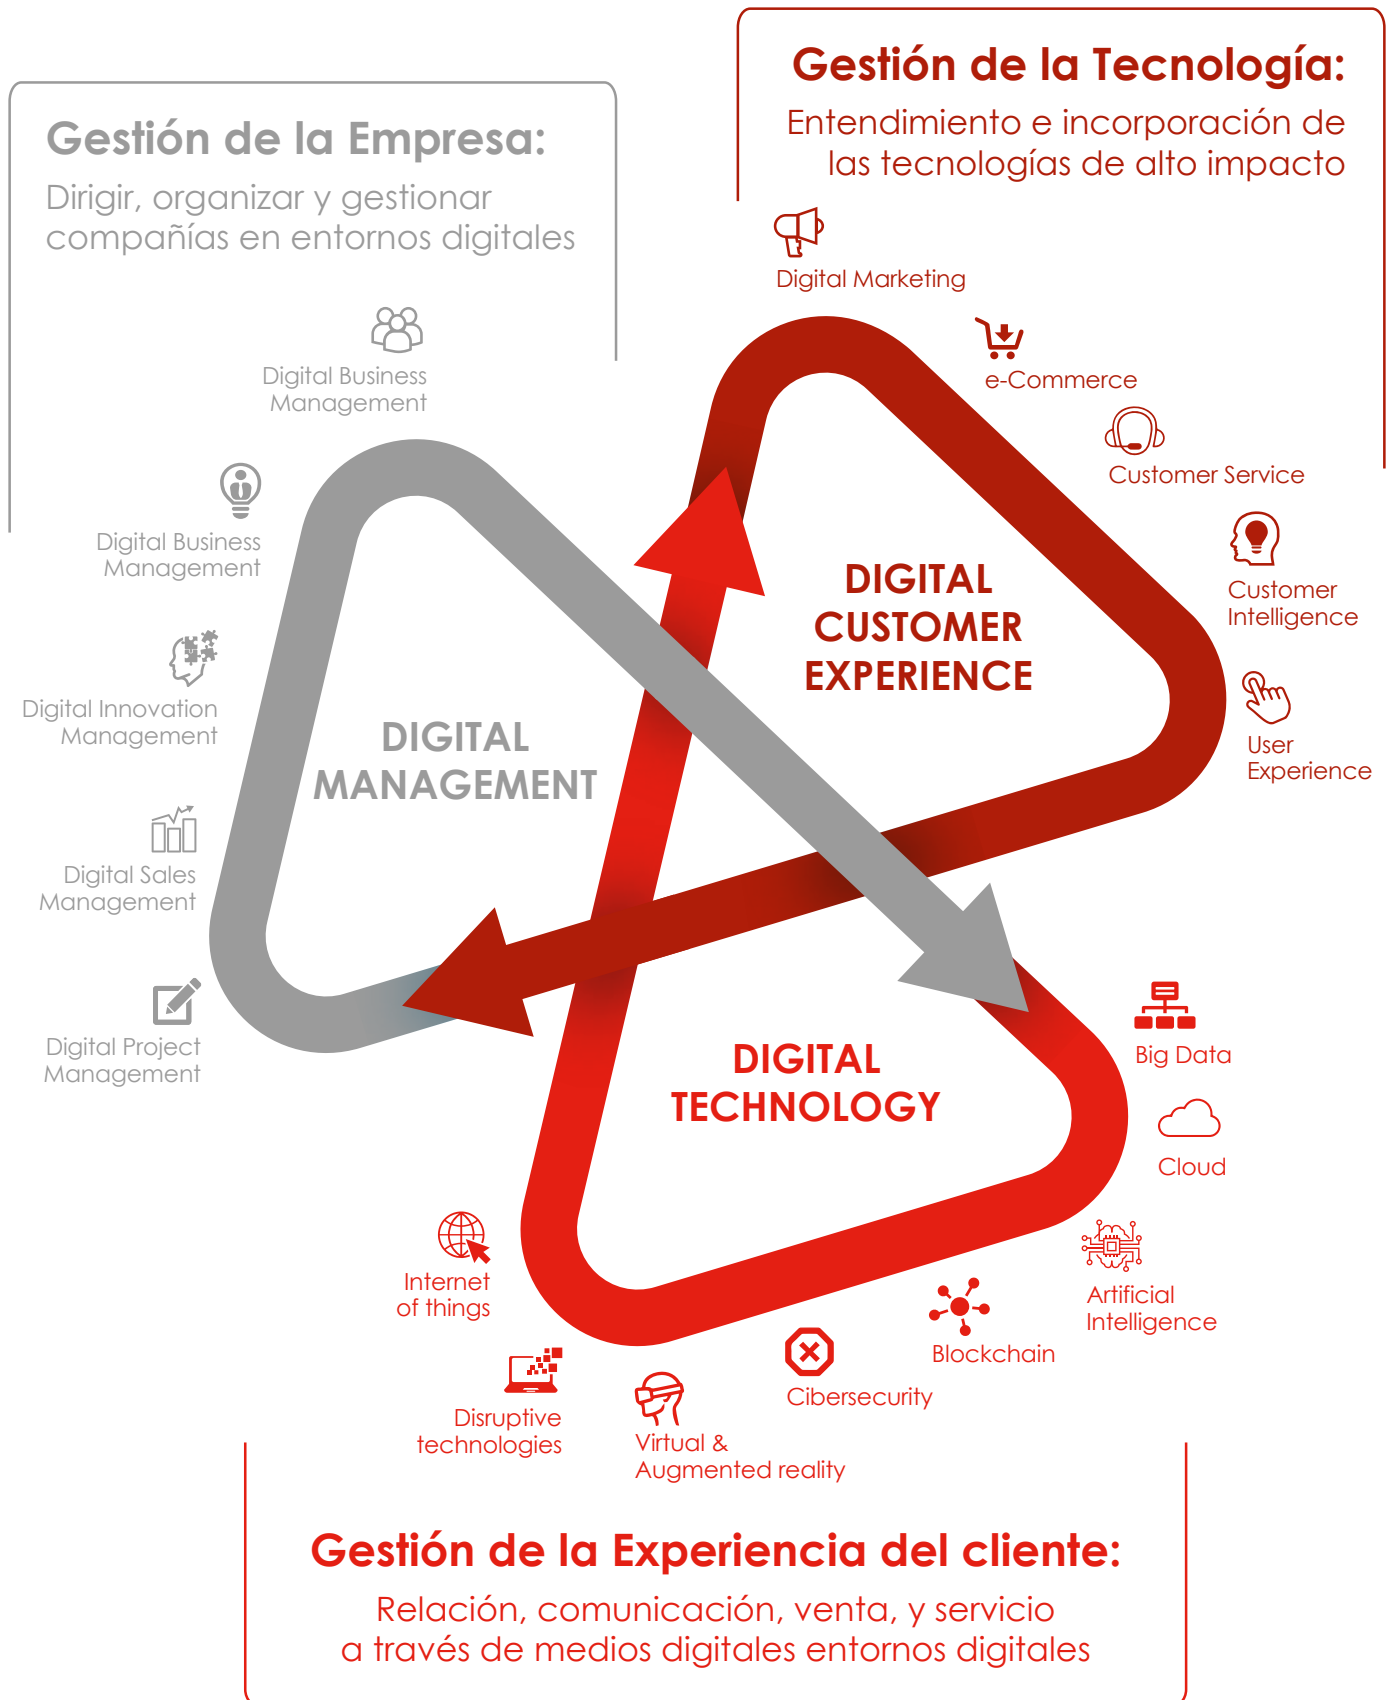 Gestión de la Empresa:
Dirigir, organizar y gestionar
compañías en entornos digitales
Digital Business
Management
Digital Business
Management
Digital Innovation
Management
Digital Sales
Management
Digital Project
Management
DIGITAL
MANAGEMENT
Gestión de la Tecnología:
Entendimiento e incorporación de
las tecnologías de alto impacto
Digital Marketing
e-Commerce
Customer Service
Customer
Intelligence
User
Experience
DIGITAL
CUSTOMER
EXPERIENCE
DIGITAL
TECHNOLOGY
Big Data
Cloud
Artificial
Intelligence
Blockchain
Cibersecurity
Virtual &
Augmented reality
Disruptive
technologies
Internet
of things
Gestión de la Experiencia del cliente:
Relación, comunicación, venta, y servicio
a través de medios digitales entornos digitales